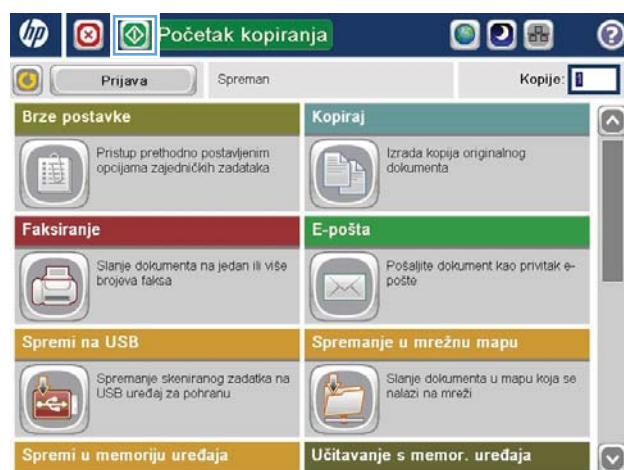 hp
Početak kopiranja
?
Prijava
Spreman
Kopije: 1
Brze postavke
Pristup prethodno postavljenim
opcijama zajedničkih zadataka
Kopiraj
Izrada kopija originalnog
dokumenta
Faksiranje
Slanje dokumenta na jedan ili više
brojeva faksa
E-pošta
Pošaljite dokument kao privitak e-
pošte
Spremi na USB
Spremanje skeniranog zadatka na
USB uređaj za pohranu
Spremanje u mrežnu mapu
Slanje dokumenta u mapu koja se
nalazi na mreži
Spremi u memoriju uređaja
Učitavanje s memor. uređaja